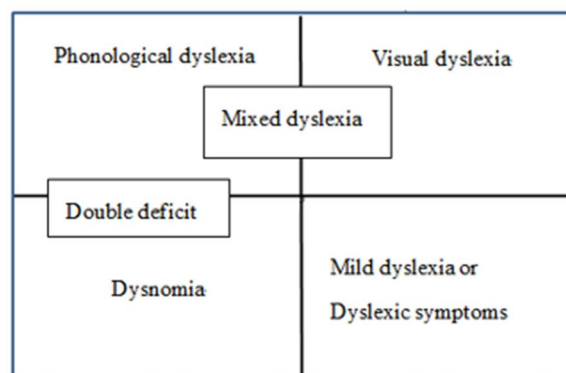 Phonological dyslexia
Visual dyslexia
Mixed dyslexia
Double deficit
Dysnomia
Mild dyslexia or
Dyslexic symptoms